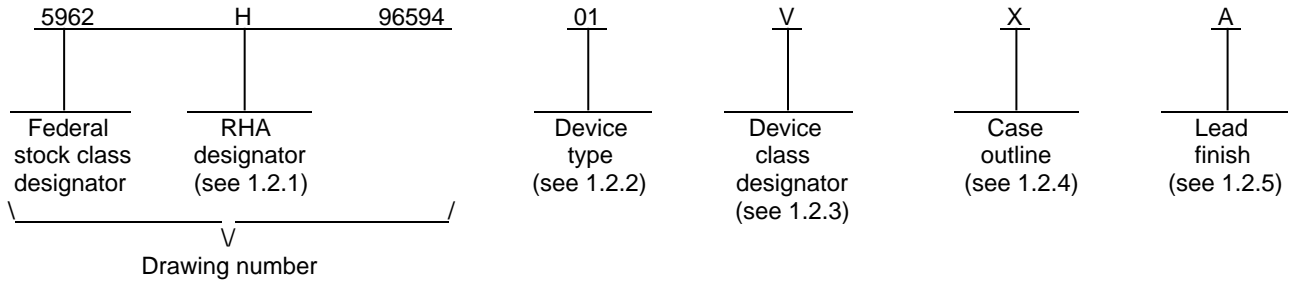 5962 H 96594 01 V X A
Federal stock class designator
RHA designator (see 1.2.1)
Device type (see 1.2.2)
Device class designator (see 1.2.3)
Case outline (see 1.2.4)
Lead finish (see 1.2.5)
Drawing number